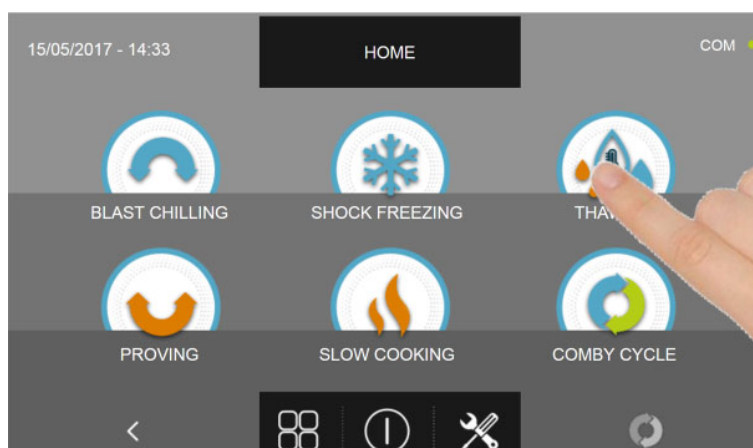 15/05/2017 - 14:33
HOME
COM
BLAST CHILLING
SHOCK FREEZING
PROVING
SLOW COOKING
COMBY CYCLE